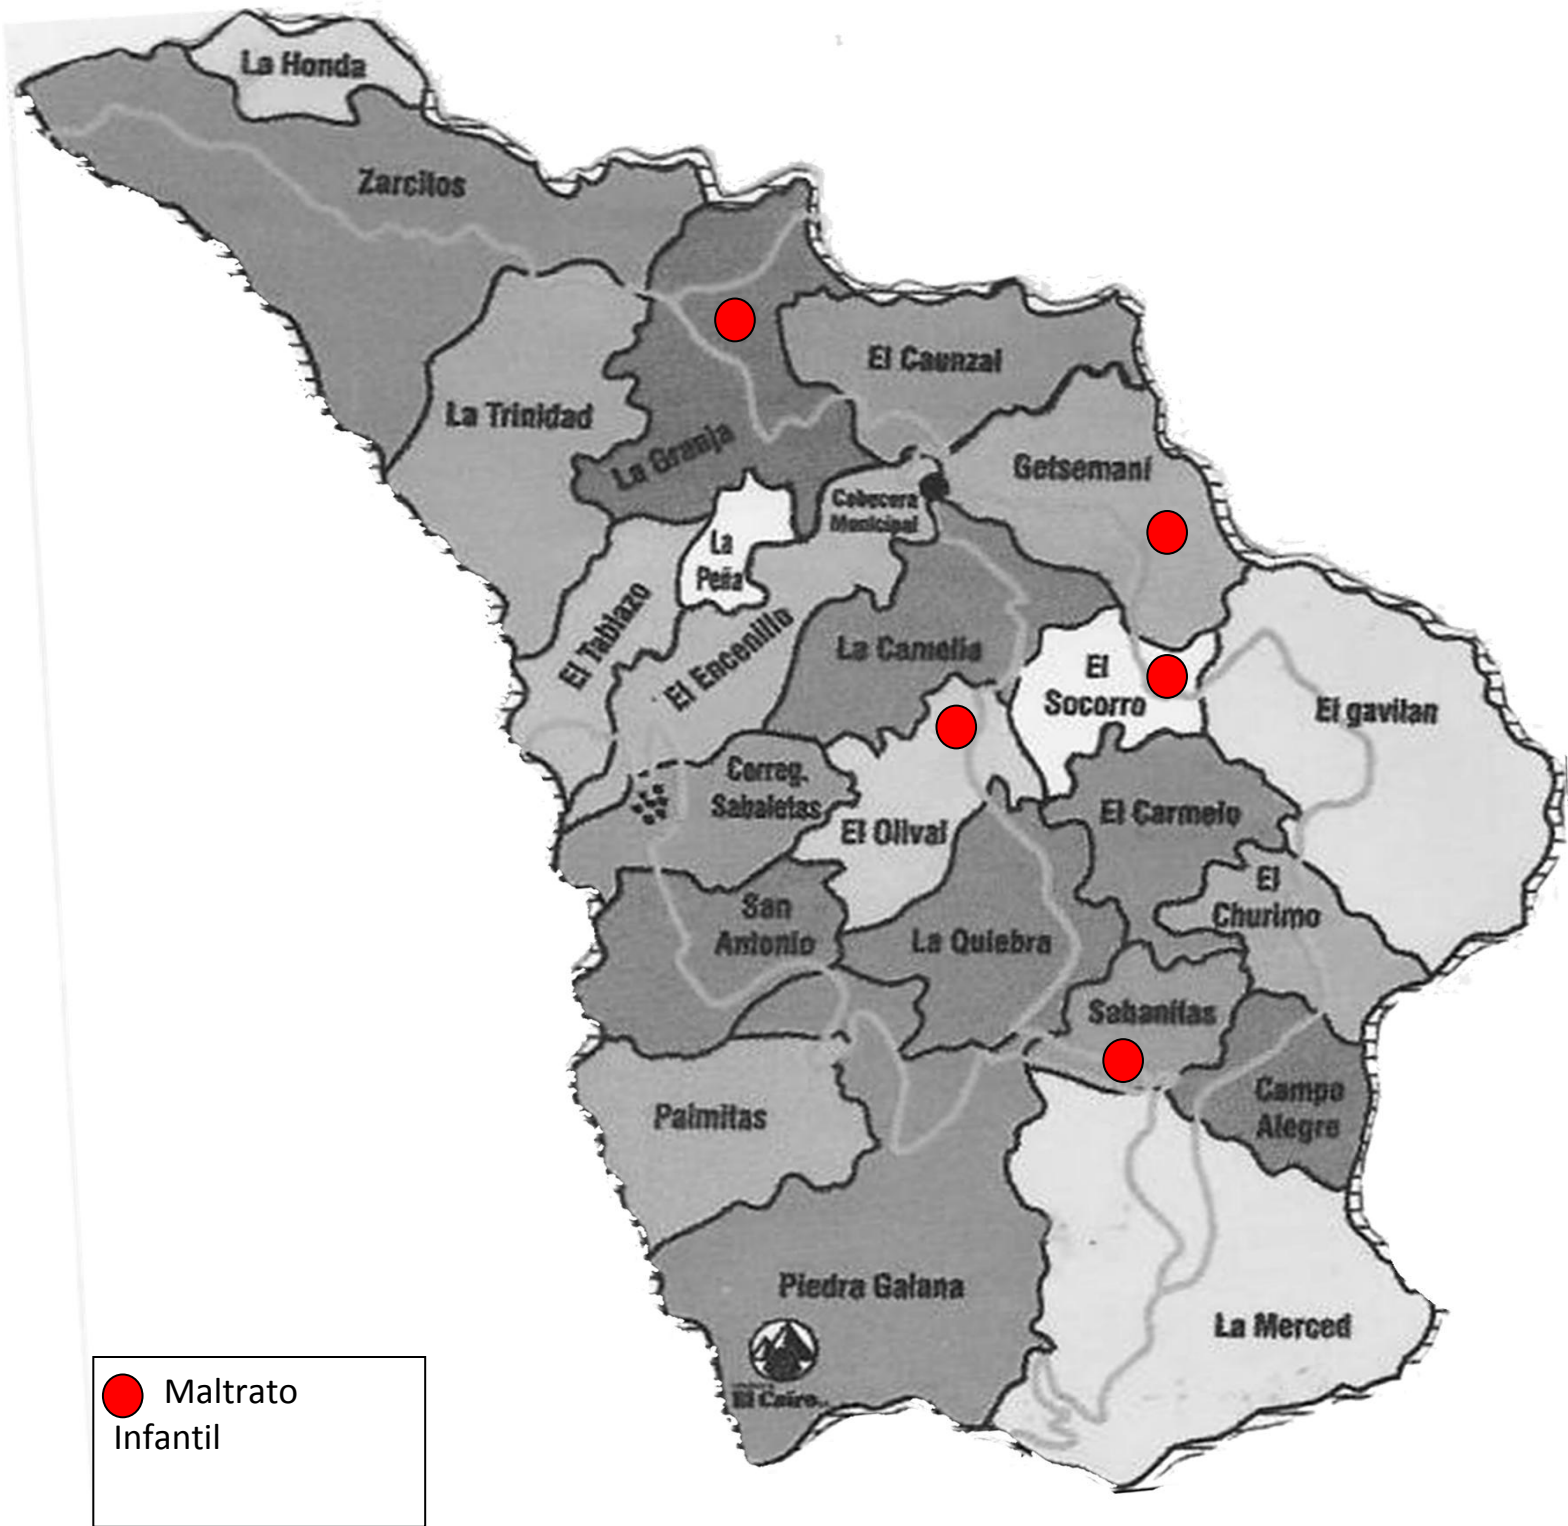 La Honda
Zarcitos
El Caunzal
La Trinidad
La Granja
Getsemaní
Cabecera
Municipal
La
Peña
El Tablazo
El Encenillo
La Camelia
El
Socorro
El gavilan
Correg.
Sabaletas
El Olival
El Carmelo
El
Churimo
San
Antonio
La Quiebra
Sabanitas
Campo
Alegre
Palmitas
Piedra Galana
La Merced
El Cairo
Maltrato
Infantil